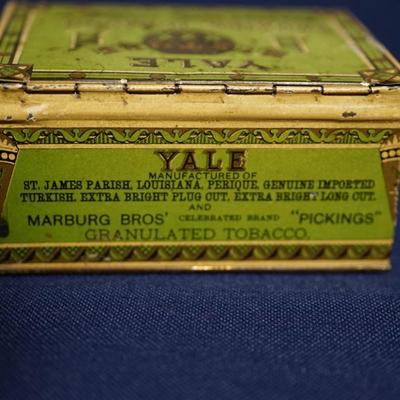 YALE
YALE
MANUFACTURED OF
ST. JAMES PARISH, LOUISIANA, PERIQUE, GENUINE IMPORTED
TURKISH, EXTRA BRIGHT PLUG CUT, EXTRA BRIGHT LONG CUT.
AND
MARBURG BROS' CELEBRATED BRAND "PICKINGS"
GRANULATED TOBACCO.